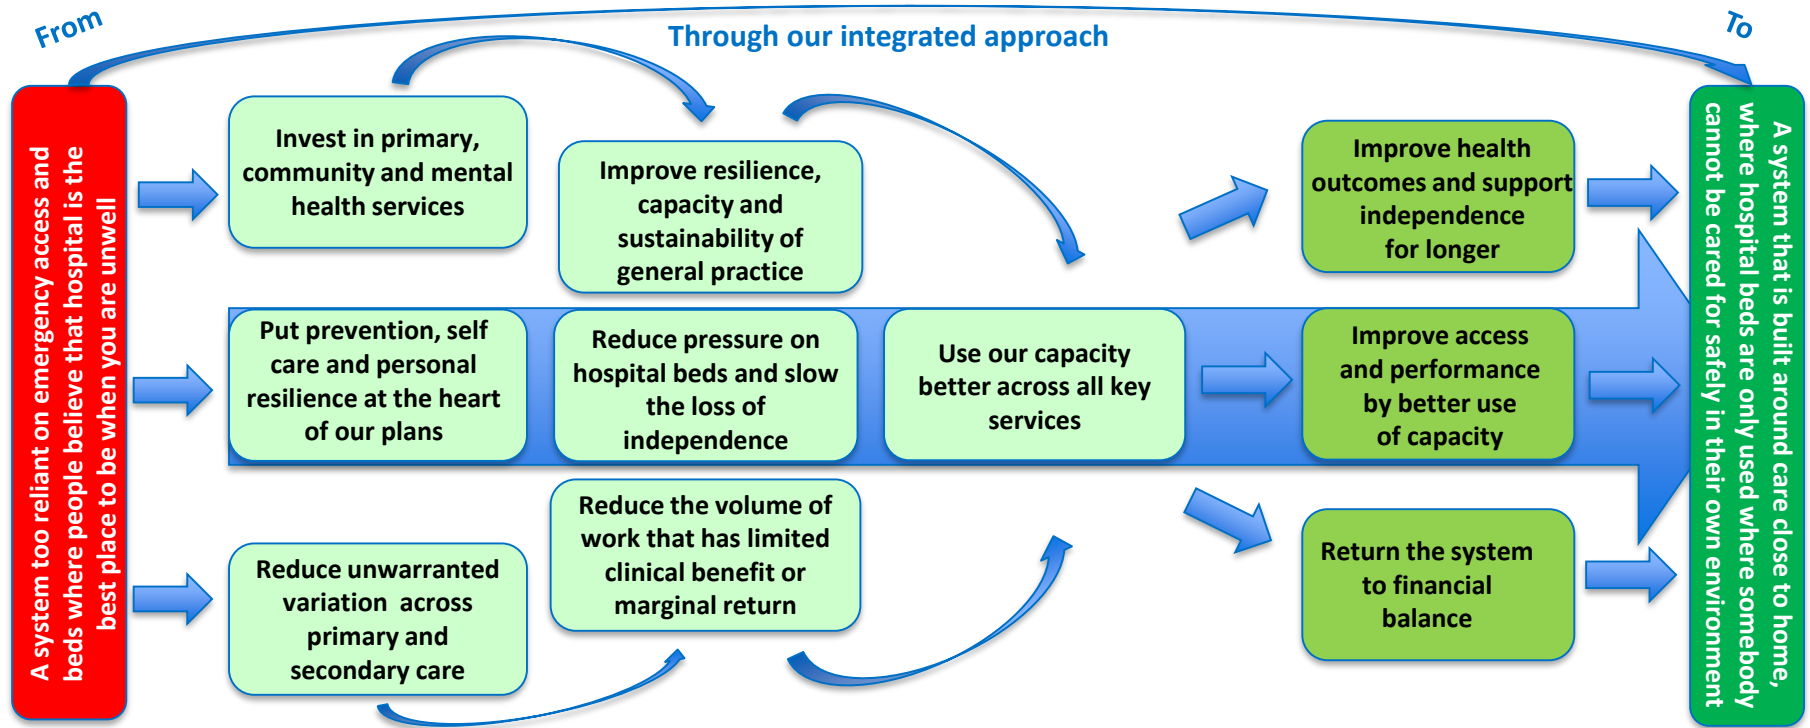 From
Through our integrated approach
To
A system too reliant on emergency access and
beds where people believe that hospital is the
best place to be when you are unwell
Invest in primary,
community and mental
health services
Put prevention, self
care and personal
resilience at the heart
of our plans
Reduce unwarranted
variation across
primary and
secondary care
Improve resilience,
capacity and
sustainability of
general practice
Reduce pressure on
hospital beds and slow
the loss of
independence
Reduce the volume of
work that has limited
clinical benefit or
marginal return
Use our capacity
better across all key
services
Improve health
outcomes and support
independence
for longer
Improve access
and performance
by better use
of capacity
Return the system
to financial
balance
A system that is built around care close to home,
where hospital beds are only used where somebody
cannot be cared for safely in their own environment